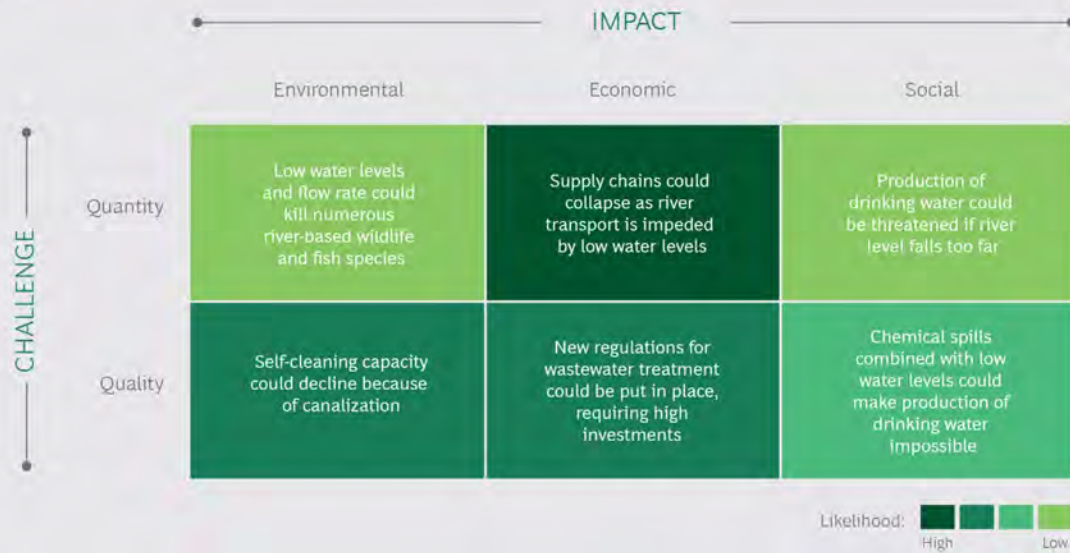 IMPACT
Environmental
Economic
Social
CHALLENGE
Quantity
Low water levels
and flow rate could
kill numerous
river-based wildlife
and fish species
Supply chains could
collapse as river
transport is impeded
by low water levels
Production of
drinking water could
be threatened if river
level falls too far
Quality
Self-cleaning capacity
could decline because
of canalization
New regulations for
wastewater treatment
could be put in place,
requiring high
investments
Chemical spills
combined with low
water levels could
make production of
drinking water
impossible
Likelihood:
High
Low